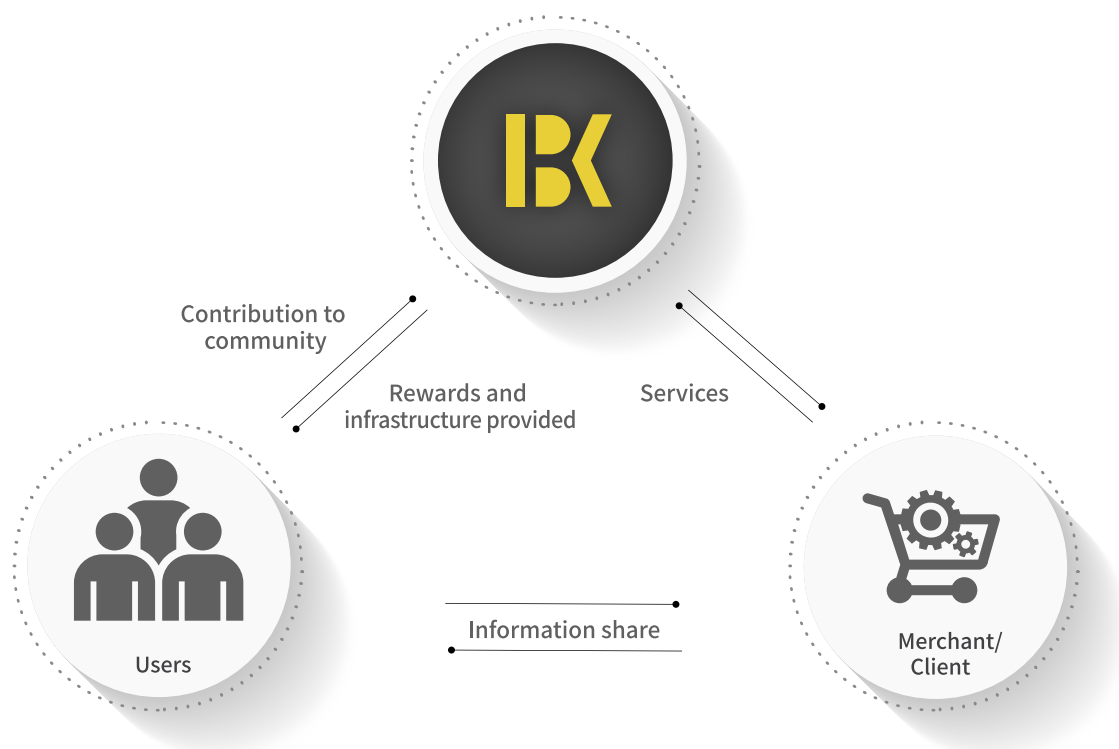 BK
Contribution to
community
Rewards and
infrastructure provided
Services
Information share
Users
Merchant/
Client